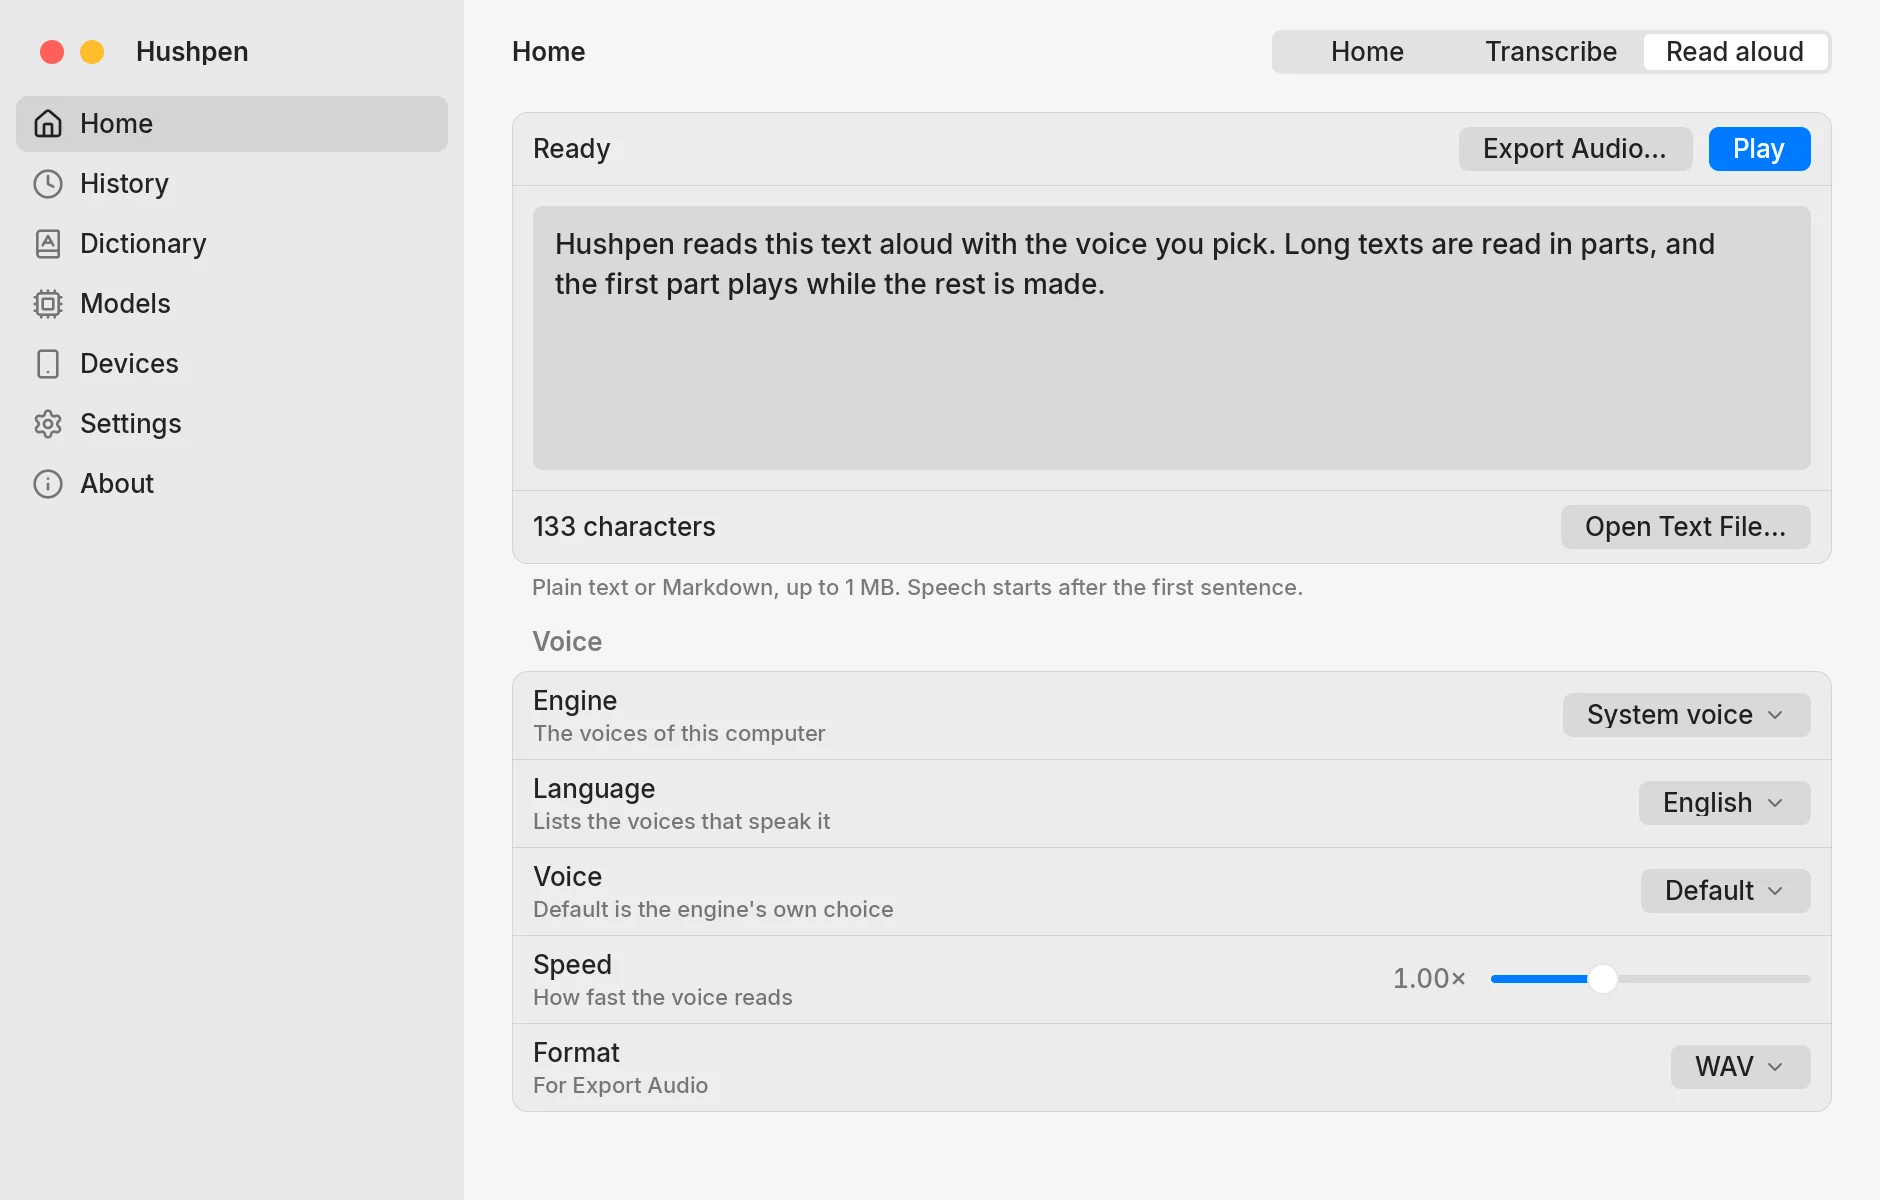 Hushpen
Home
History
Dictionary
Models
Devices
Settings
About
Home
Home Transcribe Read aloud
Ready
Export Audio... Play
Hushpen reads this text aloud with the voice you pick. Long texts are read in parts, and
the first part plays while the rest is made.
133 characters
Open Text File...
Plain text or Markdown, up to 1 MB. Speech starts after the first sentence.
Voice
Engine
The voices of this computer
System voice
Language
Lists the voices that speak it
English
Voice
Default is the engine's own choice
Default
Speed
How fast the voice reads
1.00×
Format
For Export Audio
WAV